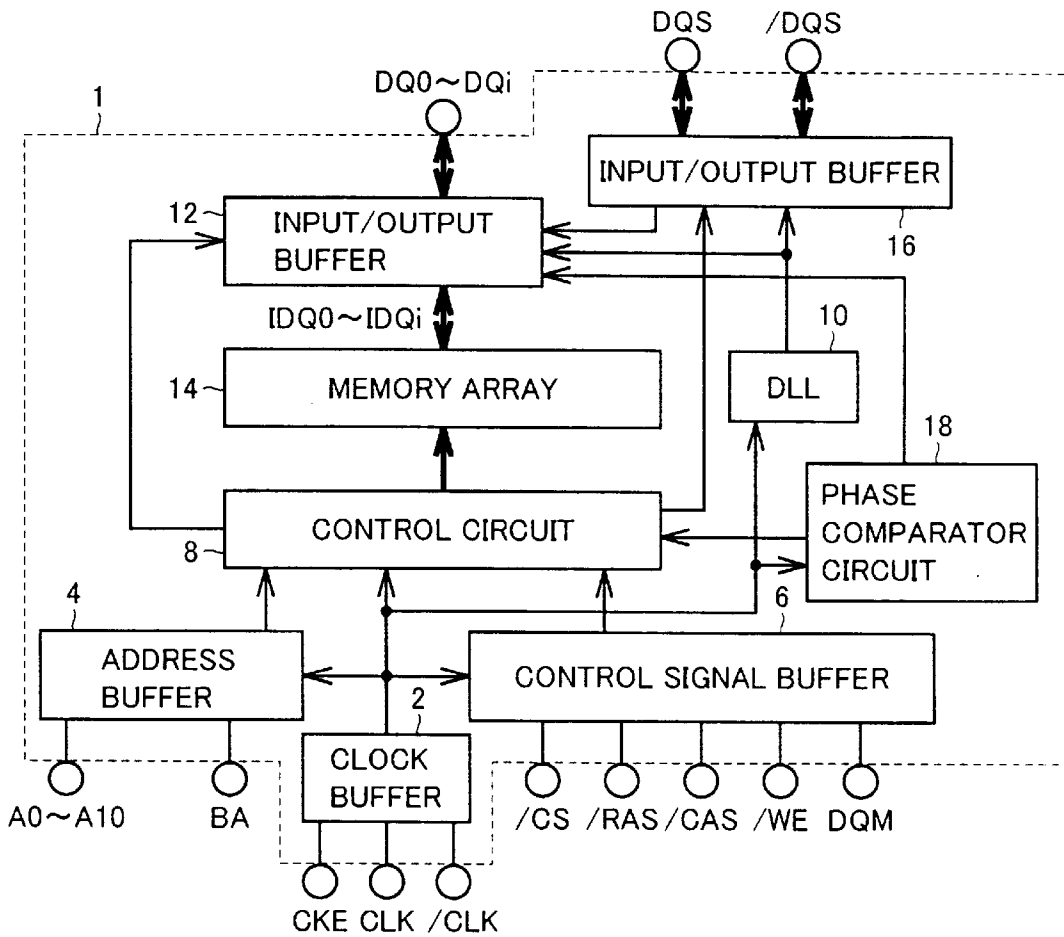 DQS
/DQS
DQ0～DQi
1
INPUT/OUTPUT BUFFER
16
12
INPUT/OUTPUT
BUFFER
IDQ0～IDQi
10
DLL
14
MEMORY ARRAY
18
PHASE
COMPARATOR
CIRCUIT
CONTROL CIRCUIT
8
4
ADDRESS
BUFFER
6
CONTROL SIGNAL BUFFER
2
CLOCK
BUFFER
A0～A10
BA
/CS
/RAS
/CAS
/WE
DQM
CKE
CLK
/CLK